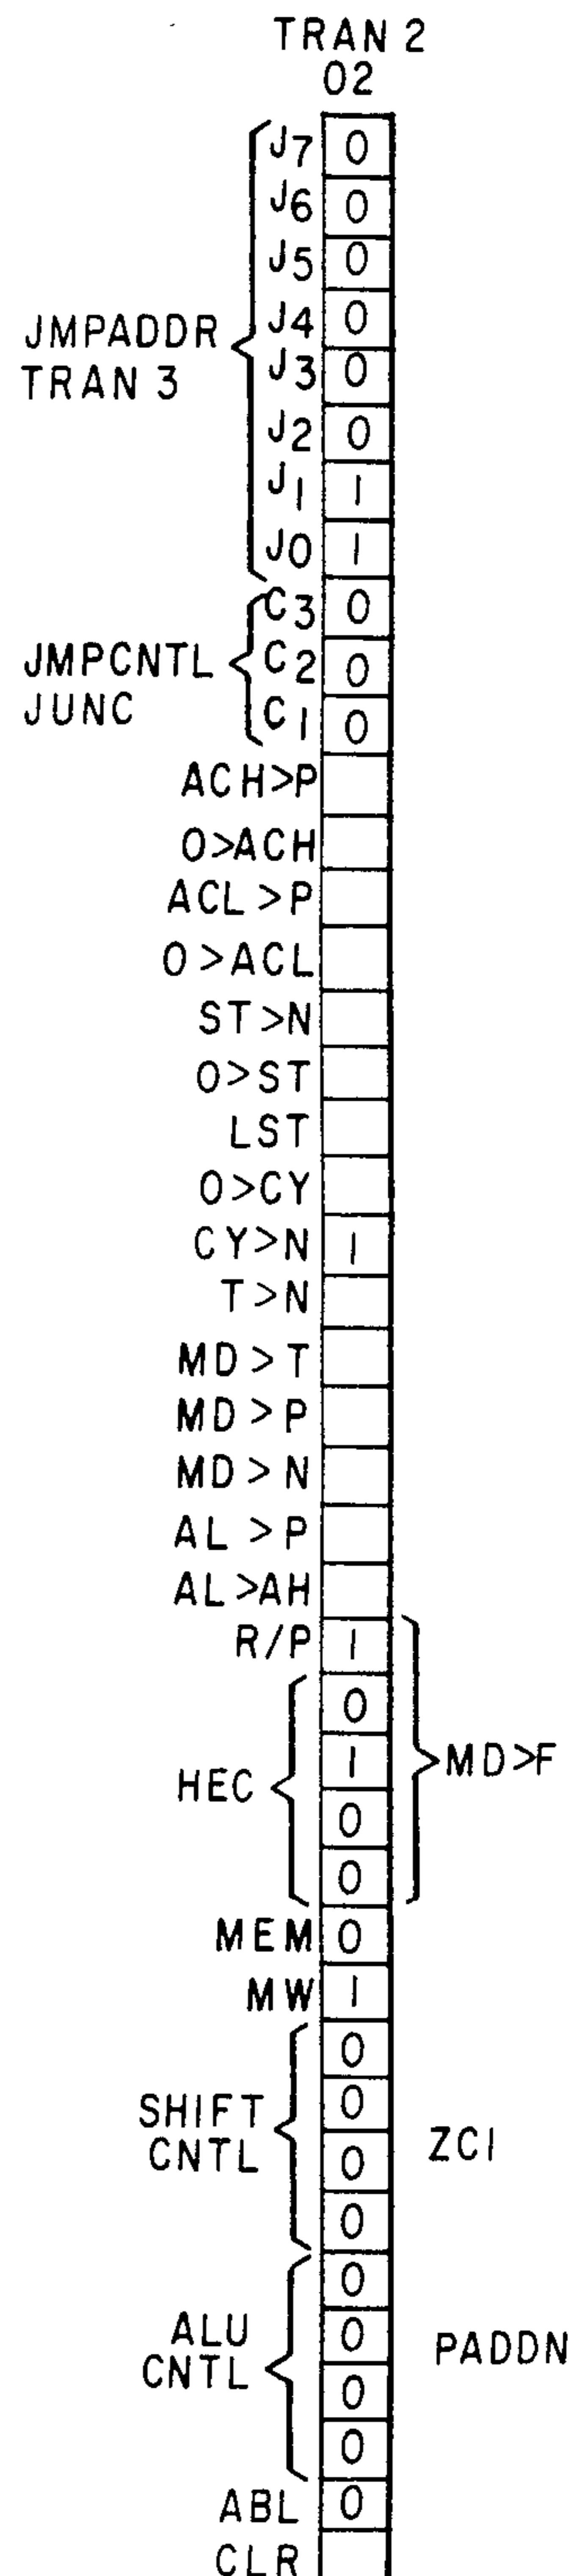 TRAN 2
02
J7 0
J6 0
J5 0
JMPADDR J4 0
TRAN 3 J3 0
J2 0
J1 1
J0 1
C3 0
JMPCNTL C2 0
JUNC C1 0
ACH>P
0>ACH
ACL>P
0>ACL
ST>N
0>ST
LST
0>CY
CY>N 1
T>N
MD>T
MD>P
MD>N
AL >P
AL>AH
R/P 1
0
HEC 1 MD>F
0
0
MEM 0
MW 1
0
SHIFT 0
CNTL 0 ZCI
0
0
ALU 0 PADDN
CNTL 0
0
ABL 0
CLR